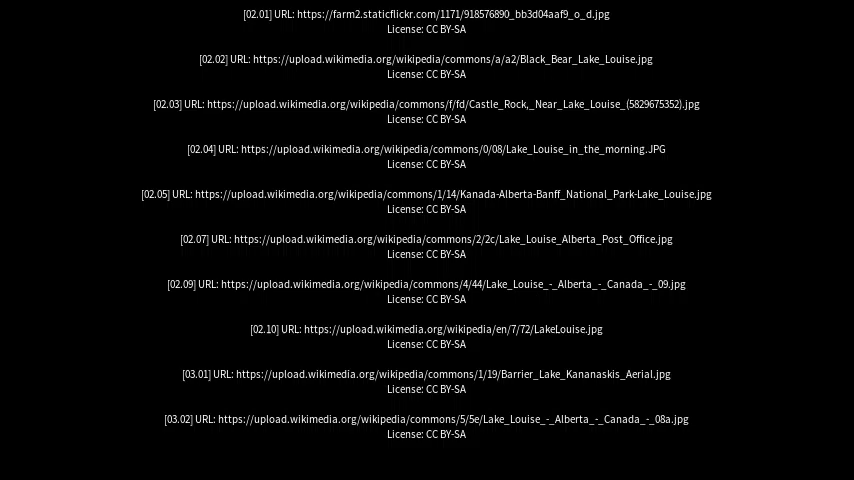 [02.01] URL: https://farm2.staticflickr.com/1171/918576890_bb3d04aaf9_o_d.jpg
License: CC BY-SA
[02.02] URL: https://upload.wikimedia.org/wikipedia/commons/a/a2/Black_Bear_Lake_Louise.jpg
License: CC BY-SA
[02.03] URL: https://upload.wikimedia.org/wikipedia/commons/f/fd/Castle_Rock,_Near_Lake_Louise_(5829675352).jpg
License: CC BY-SA
[02.04] URL: https://upload.wikimedia.org/wikipedia/commons/0/08/Lake_Louise_in_the_morning.JPG
License: CC BY-SA
[02.05] URL: https://upload.wikimedia.org/wikipedia/commons/1/14/Kanada-Alberta-Banff_National_Park-Lake_Louise.jpg
License: CC BY-SA
[02.07] URL: https://upload.wikimedia.org/wikipedia/commons/2/2c/Lake_Louise_Alberta_Post_Office.jpg
License: CC BY-SA
[02.09] URL: https://upload.wikimedia.org/wikipedia/commons/4/44/Lake_Louise_-_Alberta_-_Canada_-_09.jpg
License: CC BY-SA
[02.10] URL: https://upload.wikimedia.org/wikipedia/en/7/72/LakeLouise.jpg
License: CC BY-SA
[03.01] URL: https://upload.wikimedia.org/wikipedia/commons/1/19/Barrier_Lake_Kananaskis_Aerial.jpg
License: CC BY-SA
[03.02] URL: https://upload.wikimedia.org/wikipedia/commons/5/5e/Lake_Louise_-_Alberta_-_Canada_-_08a.jpg
License: CC BY-SA